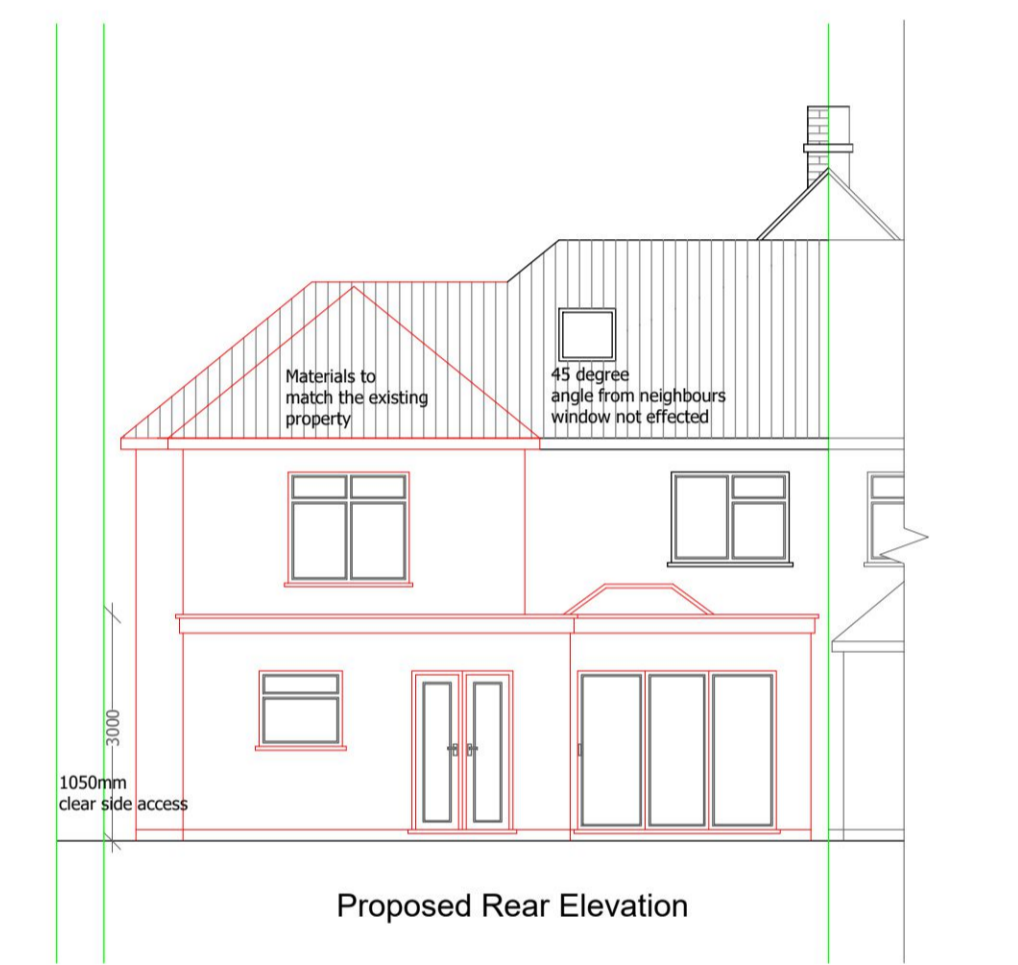 Materials to
match the existing
property
45 degree
angle from neighbours
window not effected
3000
1050mm
clear side access
Proposed Rear Elevation